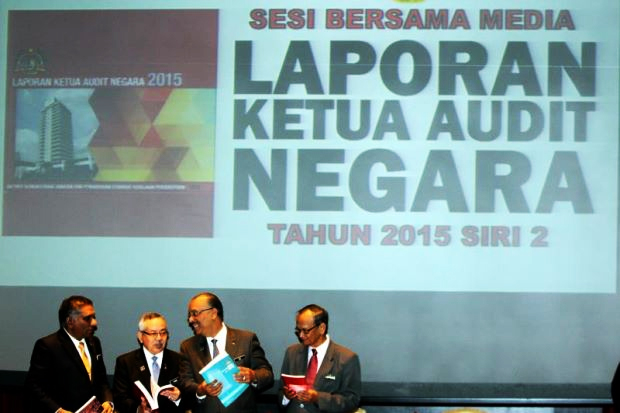 SESI BERSAMA MEDIA
LAPORAN
KETUA AUDIT
NEGARA
TAHUN 2015 SIRI 2
LAPORAN KETUA AUDIT NEGARA 2015